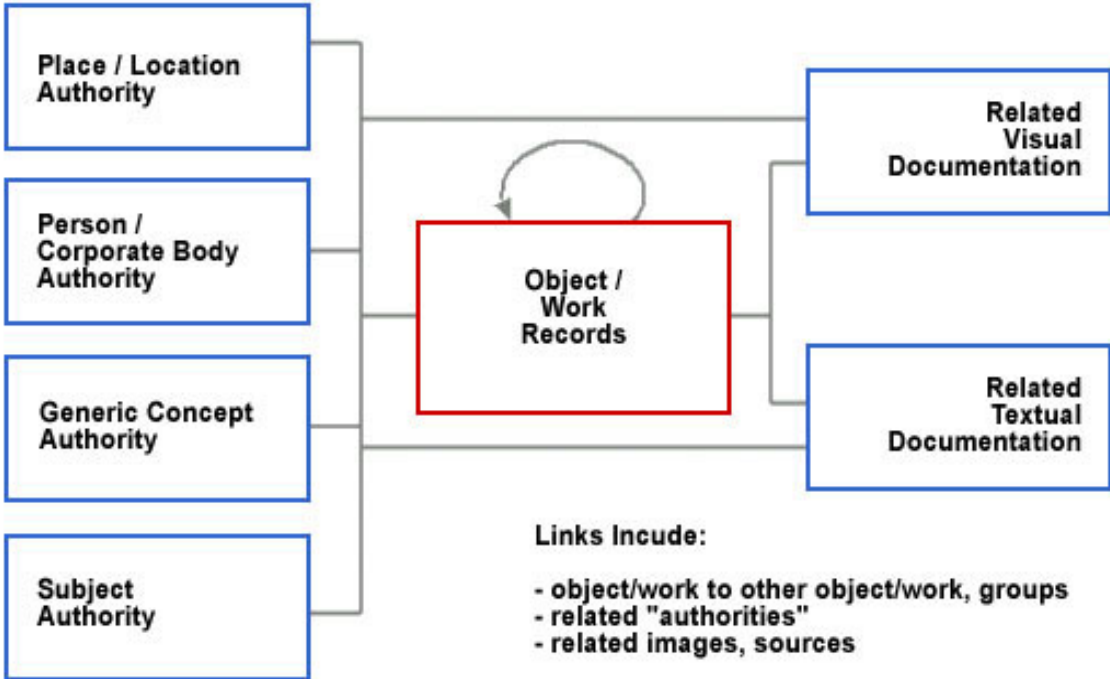 Place / Location
Authority
Person /
Corporate Body
Authority
Generic Concept
Authority
Subject
Authority
Object /
Work
Records
Related
Visual
Documentation
Related
Textual
Documentation
Links Incude:
- object/work to other object/work, groups
- related "authorities"
- related images, sources